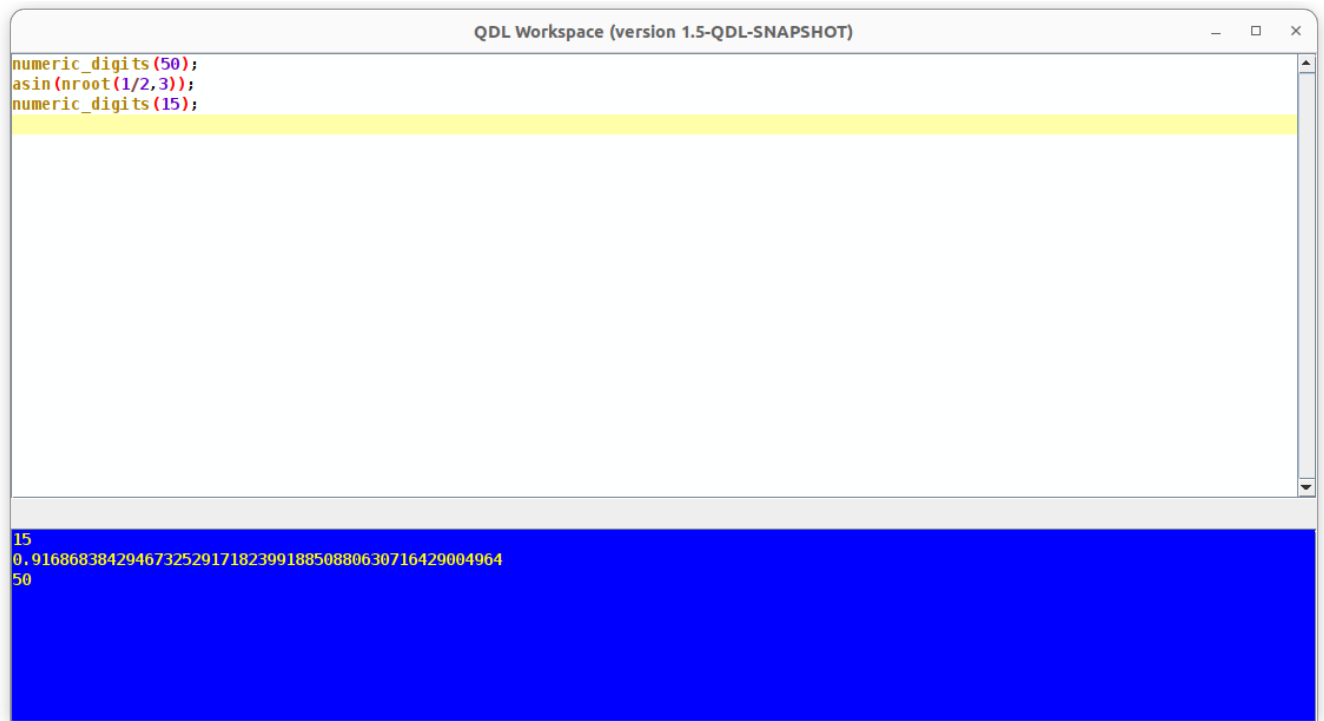 QDL Workspace (version 1.5-QDL-SNAPSHOT)
numeric_digits(50);
asin(nroot(1/2,3));
numeric_digits(15);
15
0.91686838429467325291718239918850880630716429004964
50